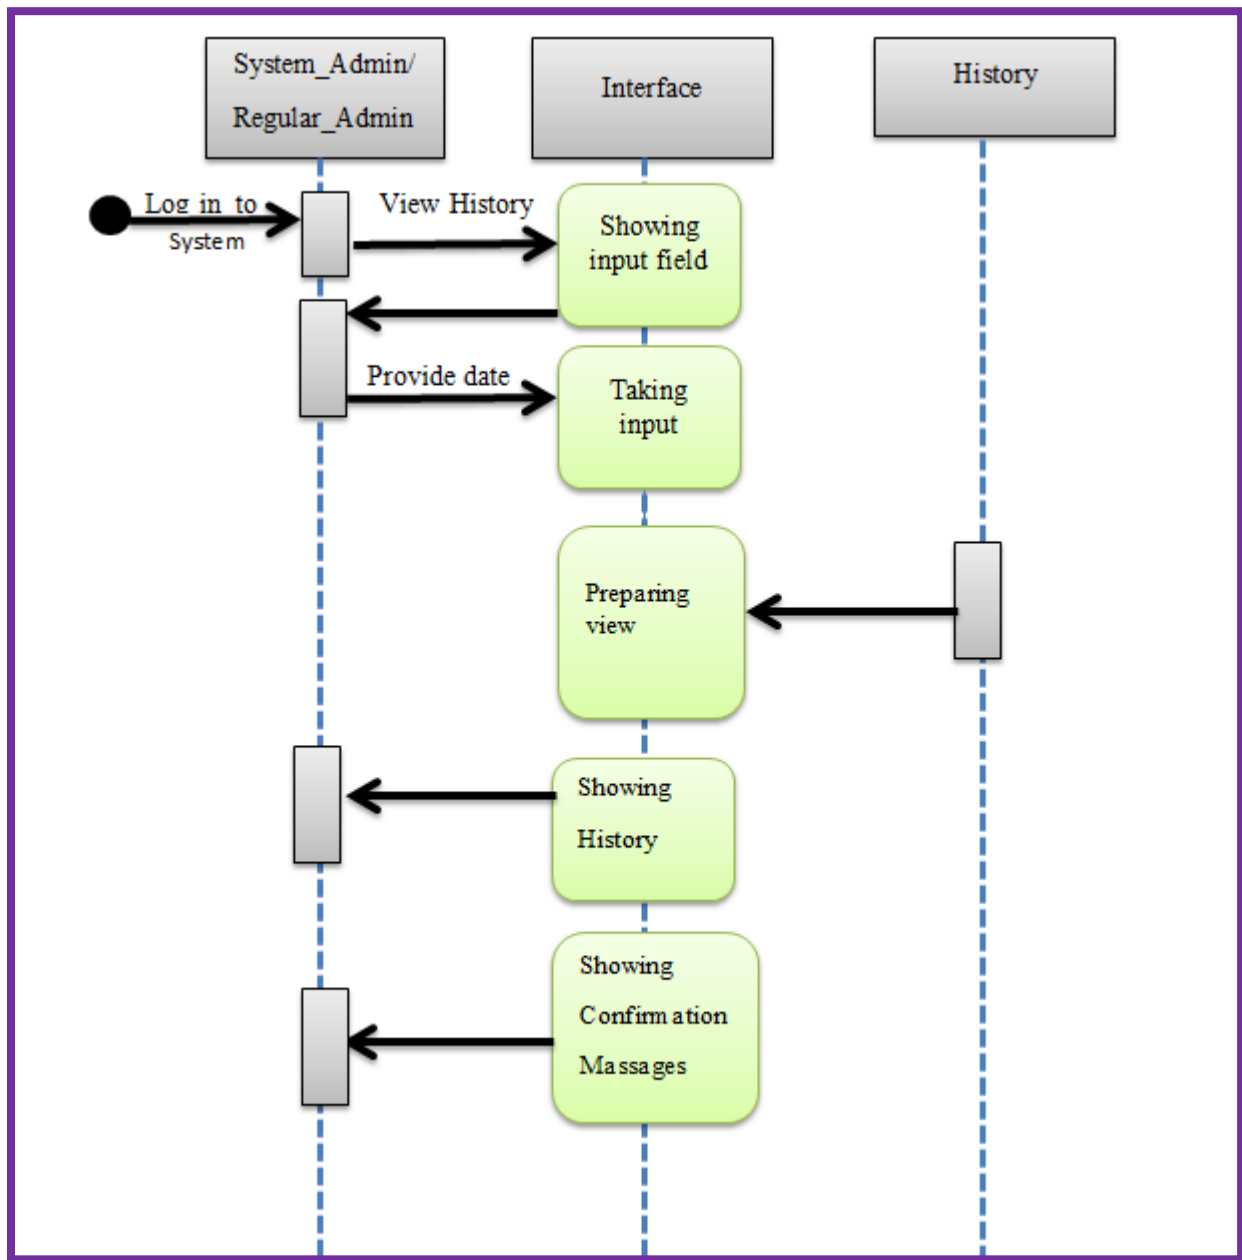 System_Admin/
Regular_Admin
Interface
History
Log in to
System
View History
Showing
input field
Provide date
Taking
input
Preparing
view
Showing
History
Showing
Confirmation
Massages